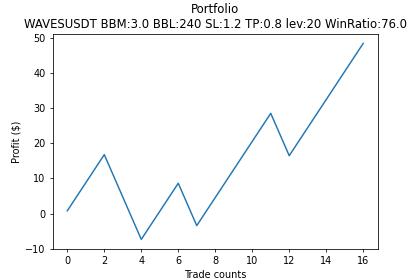 Portfolio
WAVESUSDT BBM:3.0 BBL:240 SL:1.2 TP:0.8 lev:20 WinRatio:76.0
50
40
30
20
10
0
−10
Profit ($)
0 2 4 6 8 10 12 14 16
Trade counts